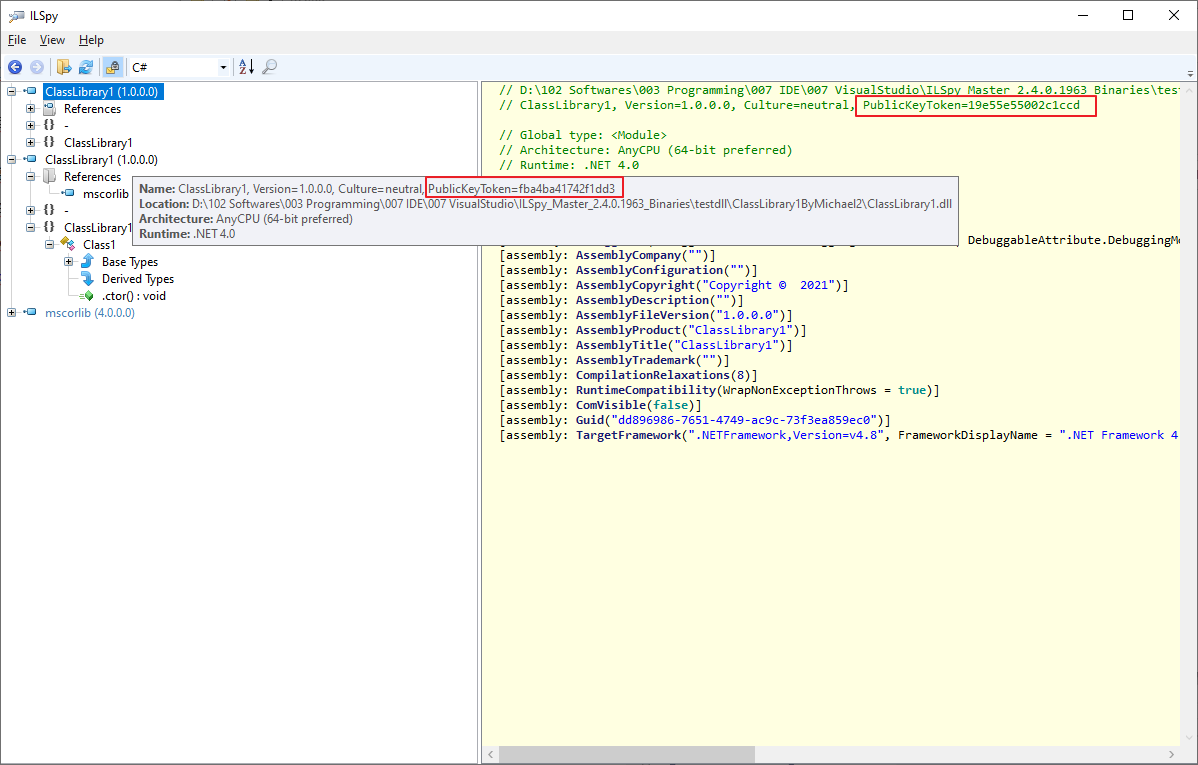 ILSpy
File View Help
C#
ClassLibrary1 (1.0.0.0)
References
{} -
{} ClassLibrary1
ClassLibrary1 (1.0.0.0)
References
mscorlib
{} -
{} ClassLibrary1
Class1
Base Types
Derived Types
.ctor() : void
mscorlib (4.0.0.0)
Name: ClassLibrary1, Version=1.0.0.0, Culture=neutral, PublicKeyToken=fba4ba41742f1dd3
Location: D:\102 Softwares\003 Programming\007 IDE\007 VisualStudio\ILSpy_Master_2.4.0.1963_Binaries\testdll\ClassLibrary1ByMichael2\ClassLibrary1.dll
Architecture: AnyCPU (64-bit preferred)
Runtime: .NET 4.0
// D:\102 Softwares\003 Programming\007 IDE\007 VisualStudio\ILSpy_Master_2.4.0.1963_Binaries\tes
// ClassLibrary1, Version=1.0.0.0, Culture=neutral, PublicKeyToken=19e55e55002c1ccd
// Global type: <Module>
// Architecture: AnyCPU (64-bit preferred)
// Runtime: .NET 4.0
DebuggableAttribute.DebuggingMo
[assembly: AssemblyCompany("")]
[assembly: AssemblyConfiguration("")]
[assembly: AssemblyCopyright("Copyright ©  2021")]
[assembly: AssemblyDescription("")]
[assembly: AssemblyFileVersion("1.0.0.0")]
[assembly: AssemblyProduct("ClassLibrary1")]
[assembly: AssemblyTitle("ClassLibrary1")]
[assembly: AssemblyTrademark("")]
[assembly: CompilationRelaxations(8)]
[assembly: RuntimeCompatibility(WrapNonExceptionThrows = true)]
[assembly: ComVisible(false)]
[assembly: Guid("dd896986-7651-4749-ac9c-73f3ea859ec0")]
[assembly: TargetFramework(".NETFramework,Version=v4.8", FrameworkDisplayName = ".NET Framework 4